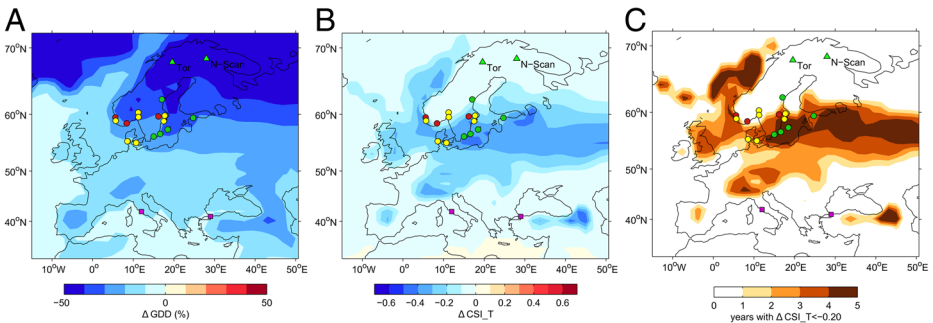 A
B
C
70°N
60°N
50°N
40°N
10°W 0° 10°E 20°E 30°E 40°E 50°E
Tor
N-Scan
−50 0 50
Δ GDD (%)
70°N
60°N
50°N
40°N
10°W 0° 10°E 20°E 30°E 40°E 50°E
Tor
N-Scan
−0.6 −0.4 −0.2 0 0.2 0.4 0.6
Δ CSI_T
70°N
60°N
50°N
40°N
10°W 0° 10°E 20°E 30°E 40°E 50°E
Tor
N-Scan
0 1 2 3 4 5
years with Δ CSI_T<−0.20